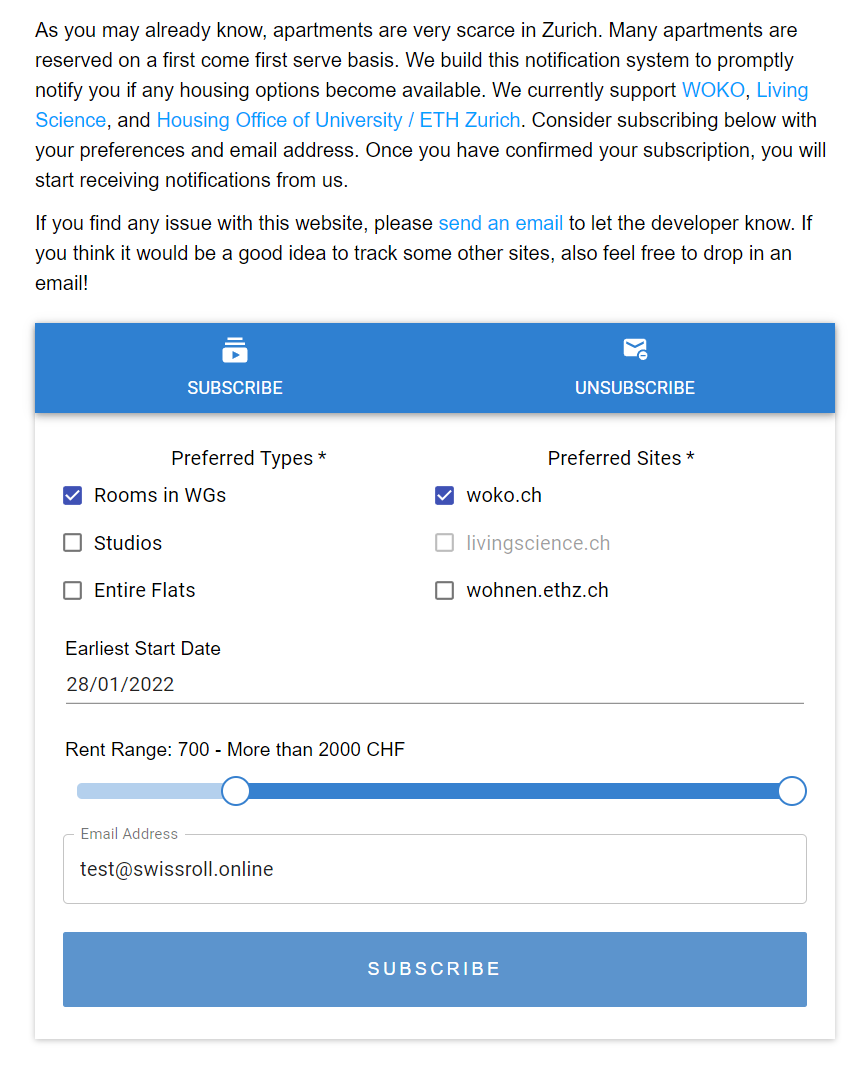 As you may already know, apartments are very scarce in Zurich. Many apartments are
reserved on a first come first serve basis. We build this notification system to promptly
notify you if any housing options become available. We currently support WOKO, Living
Science, and Housing Office of University / ETH Zurich. Consider subscribing below with
your preferences and email address. Once you have confirmed your subscription, you will
start receiving notifications from us.
If you find any issue with this website, please send an email to let the developer know. If
you think it would be a good idea to track some other sites, also feel free to drop in an
email!
SUBSCRIBE
UNSUBSCRIBE
Preferred Types *
Rooms in WGs
Studios
Entire Flats
Preferred Sites *
woko.ch
livingscience.ch
wohnen.ethz.ch
Earliest Start Date
28/01/2022
Rent Range: 700 - More than 2000 CHF
Email Address
test@swissroll.online
SUBSCRIBE